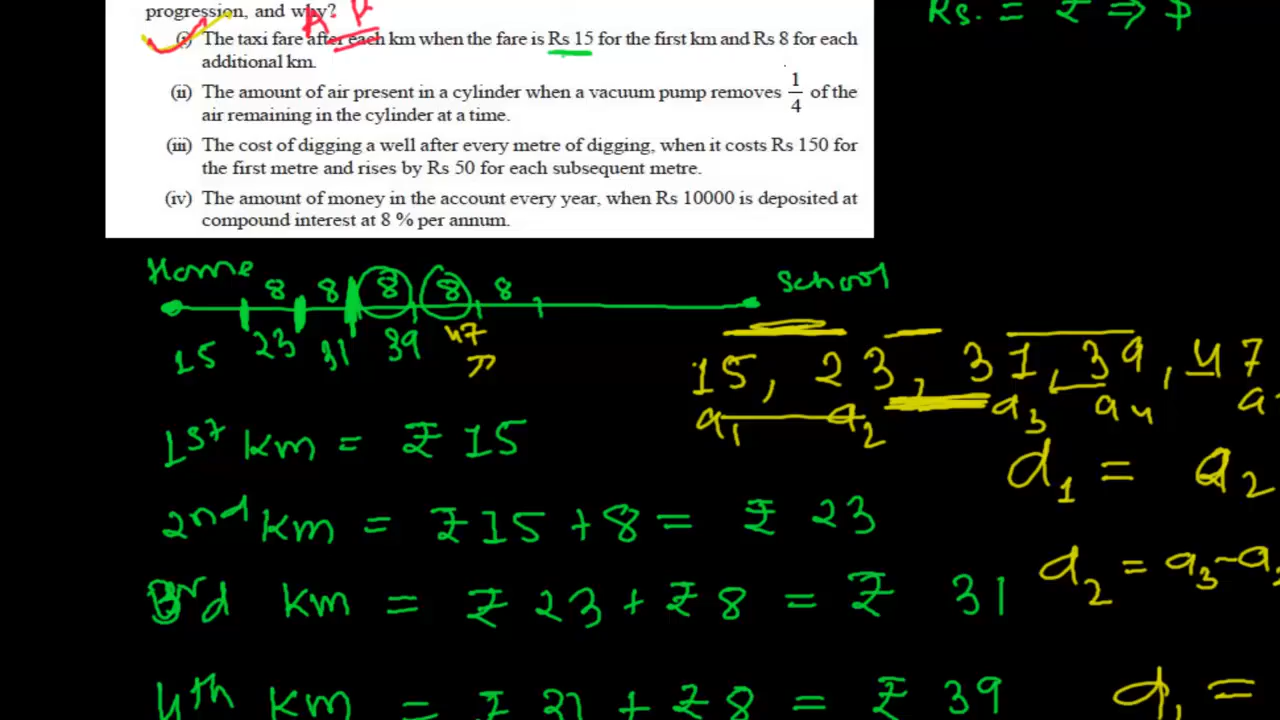 progression, and why?
A.P
Rs. = ₹ ⇒ P
(i) The taxi fare after each km when the fare is Rs 15 for the first km and Rs 8 for each
additional km.
(ii) The amount of air present in a cylinder when a vacuum pump removes 1/4 of the
air remaining in the cylinder at a time.
(iii) The cost of digging a well after every metre of digging, when it costs Rs 150 for
the first metre and rises by Rs 50 for each subsequent metre.
(iv) The amount of money in the account every year, when Rs 10000 is deposited at
compound interest at 8 % per annum.
Home 8 8 8 8 8 School
15 23 31 39 47
15, 23, 31, 39, 47
a1 a2 a3 a4 a
1st km = ₹ 15
d1 = a2
2nd km = ₹ 15 + 8 = ₹ 23
d2 = a3 - a
3rd km = ₹ 23 + ₹ 8 = ₹ 31
4th km = ₹ 31 + ₹ 8 = ₹ 39
d1 =